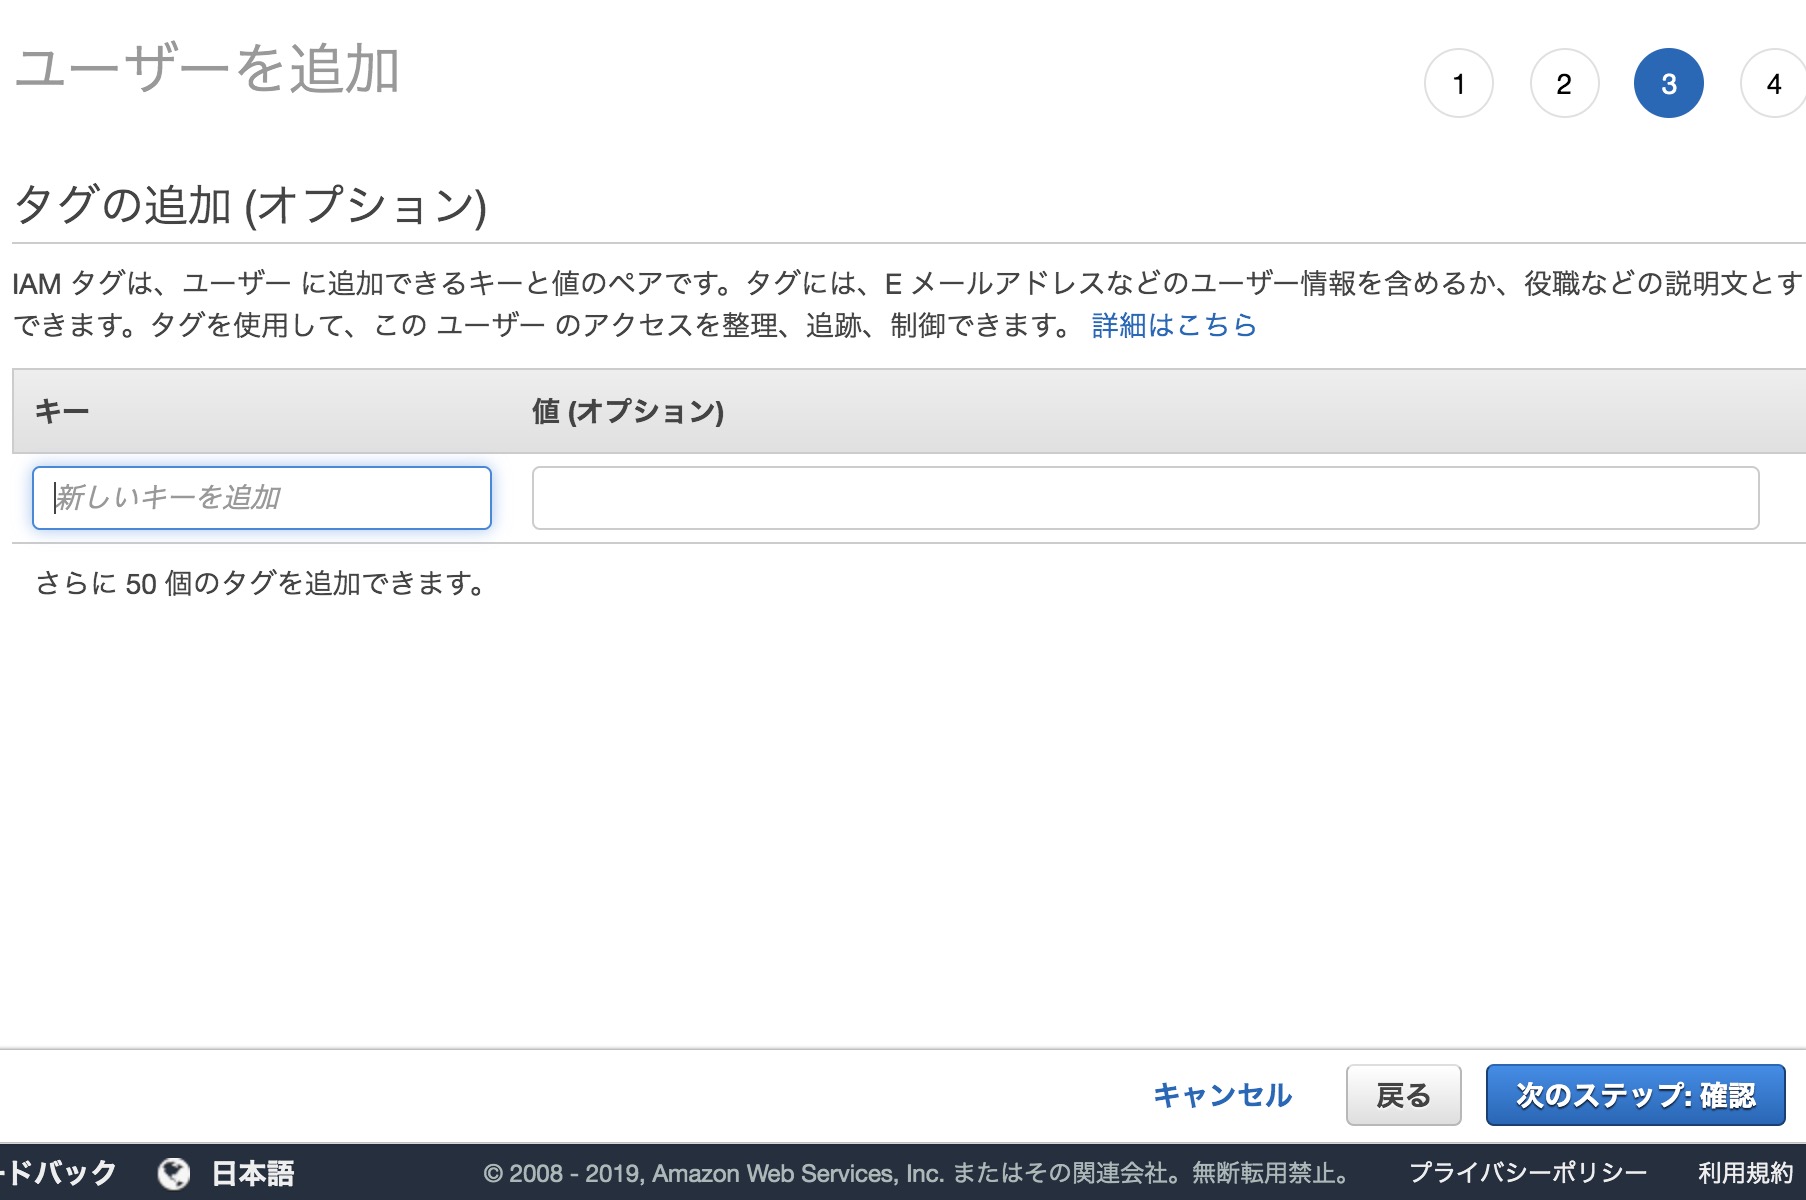 ユーザーを追加
1 2 3 4
タグの追加 (オプション)
IAM タグは、ユーザー に追加できるキーと値のペアです。タグには、E メールアドレスなどのユーザー情報を含めるか、役職などの説明文とす
できます。タグを使用して、この ユーザー のアクセスを整理、追跡、制御できます。 詳細はこちら
キー 値 (オプション)
新しいキーを追加
さらに 50 個のタグを追加できます。
キャンセル 戻る 次のステップ: 確認
ードバック 日本語 © 2008 - 2019, Amazon Web Services, Inc. またはその関連会社。無断転用禁止。 プライバシーポリシー 利用規約